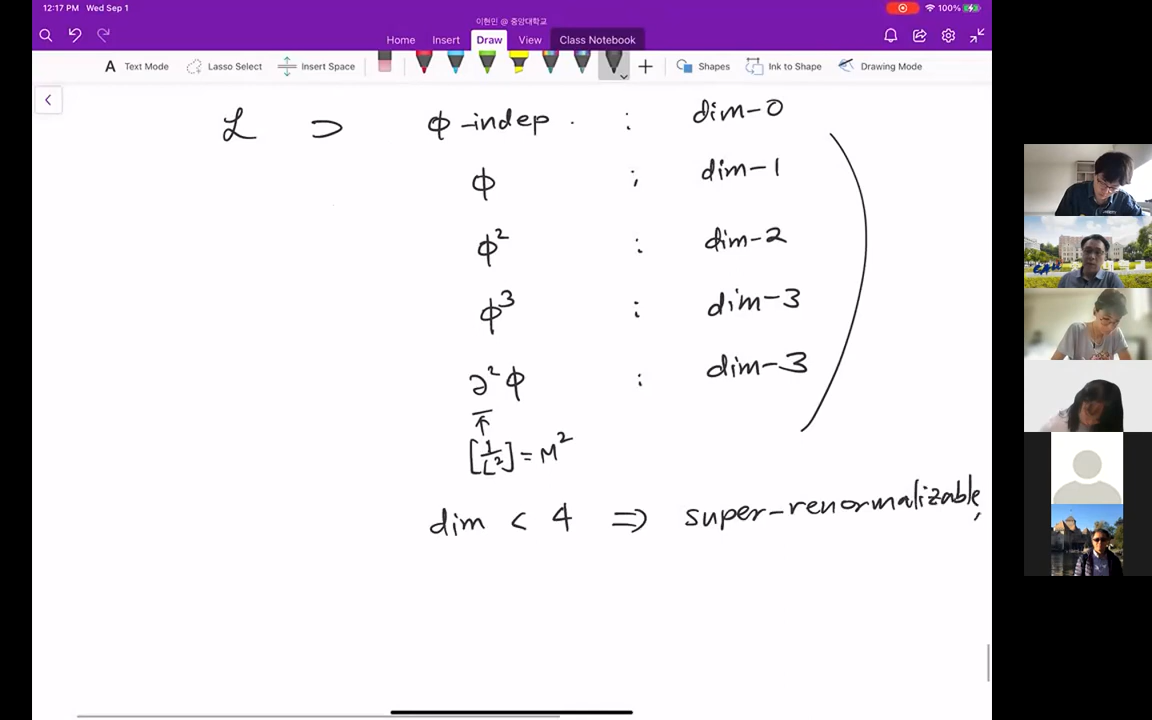 12:17 PM Wed Sep 1
100%
이현민 @ 중앙대학교
Home Insert Draw View Class Notebook
A Text Mode Lasso Select Insert Space Shapes Ink to Shape Drawing Mode
ℒ ⊃ ϕ-indep. : dim-0
ϕ ; dim-1
ϕ² : dim-2
ϕ³ : dim-3
∂²ϕ : dim-3
↑
[1/L²] = M²
dim < 4 ⇒ super-renormalizable,